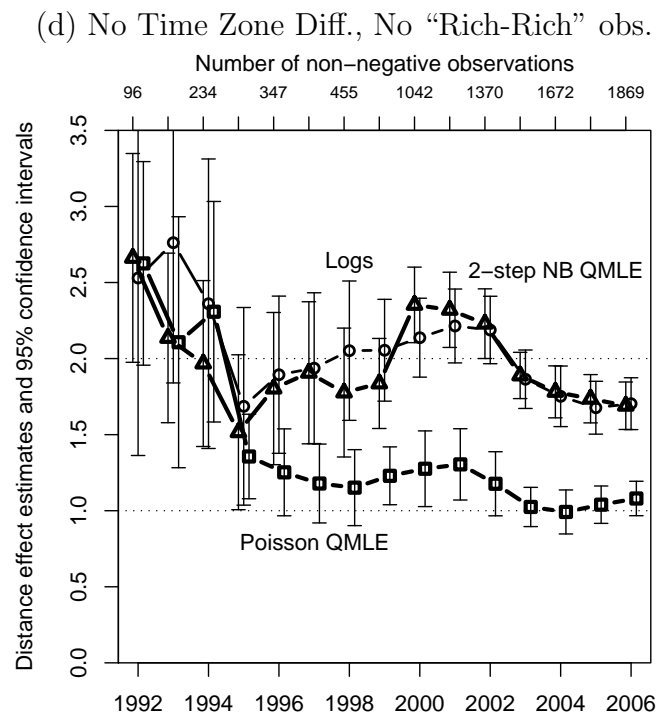 (d) No Time Zone Diff., No “Rich-Rich” obs.
Number of non−negative observations
96 234 347 455 1042 1370 1672 1869
Distance effect estimates and 95% confidence intervals
3.5
3.0
2.5
2.0
1.5
1.0
0.5
0.0
Logs
2−step NB QMLE
Poisson QMLE
1992 1994 1996 1998 2000 2002 2004 2006